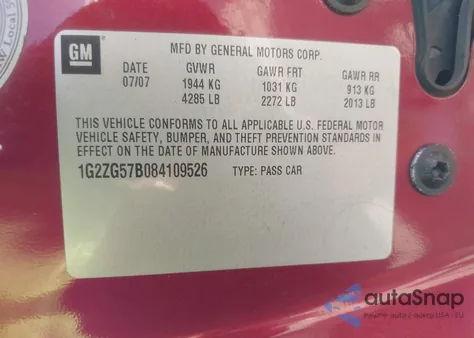 GM
MFD BY GENERAL MOTORS CORP.
DATE GVWR GAWR FRT GAWR RR
07/07 1944 KG 1031 KG 913 KG
4285 LB 2272 LB 2013 LB
THIS VEHICLE CONFORMS TO ALL APPLICABLE U.S. FEDERAL MOTOR
VEHICLE SAFETY, BUMPER, AND THEFT PREVENTION STANDARDS IN
EFFECT ON THE DATE OF MANUFACTURE SHOWN ABOVE.
1G2ZG57B084109526 TYPE: PASS CAR
autoSnap